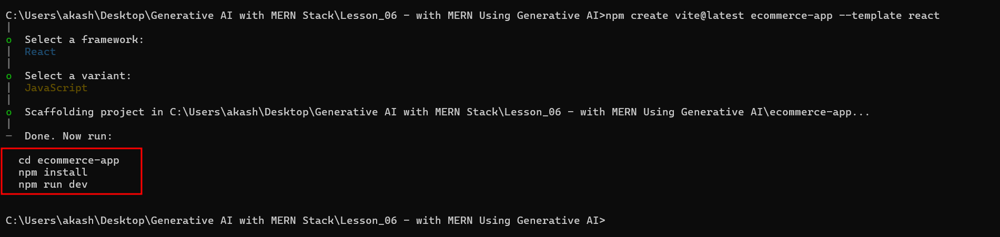 C:\Users\akash\Desktop\Generative AI with MERN Stack\Lesson_06 - with MERN Using Generative AI>npm create vite@latest ecommerce-app --template react
|
o  Select a framework:
|  React
|
o  Select a variant:
|  JavaScript
|
o  Scaffolding project in C:\Users\akash\Desktop\Generative AI with MERN Stack\Lesson_06 - with MERN Using Generative AI\ecommerce-app...
|
—  Done. Now run:
cd ecommerce-app
npm install
npm run dev
C:\Users\akash\Desktop\Generative AI with MERN Stack\Lesson_06 - with MERN Using Generative AI>